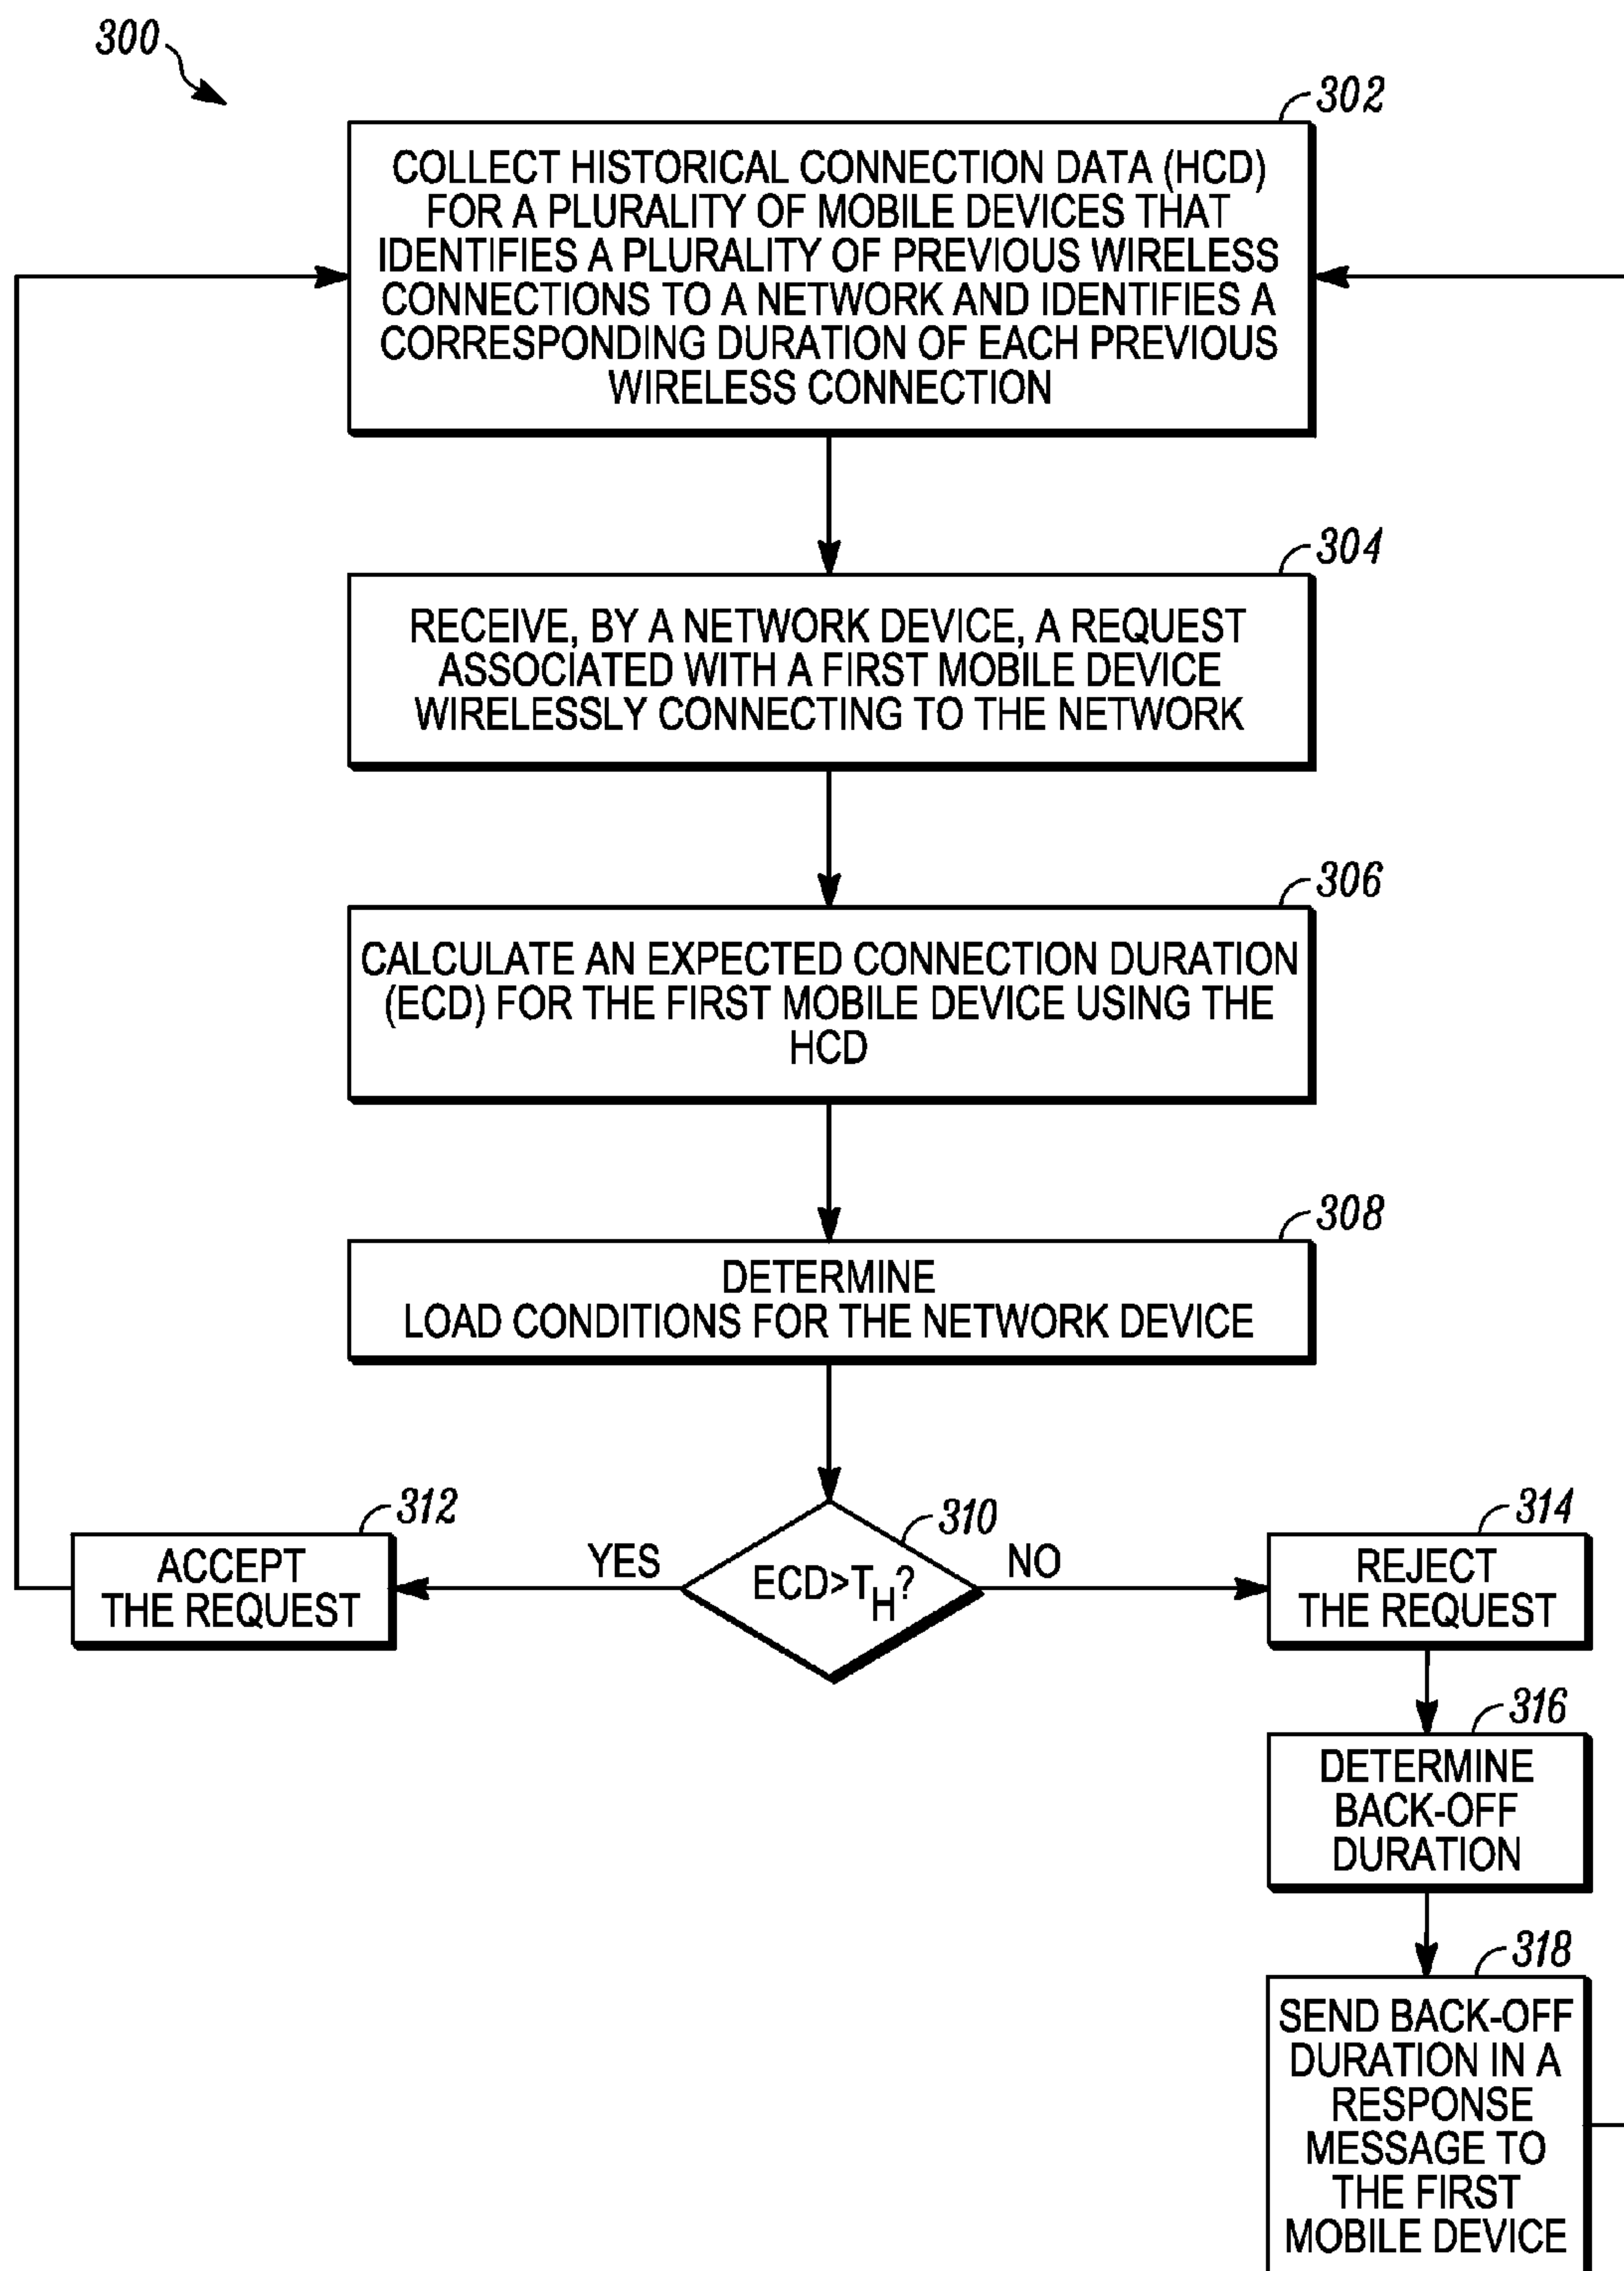 300
302
COLLECT HISTORICAL CONNECTION DATA (HCD)
FOR A PLURALITY OF MOBILE DEVICES THAT
IDENTIFIES A PLURALITY OF PREVIOUS WIRELESS
CONNECTIONS TO A NETWORK AND IDENTIFIES A
CORRESPONDING DURATION OF EACH PREVIOUS
WIRELESS CONNECTION
304
RECEIVE, BY A NETWORK DEVICE, A REQUEST
ASSOCIATED WITH A FIRST MOBILE DEVICE
WIRELESSLY CONNECTING TO THE NETWORK
306
CALCULATE AN EXPECTED CONNECTION DURATION
(ECD) FOR THE FIRST MOBILE DEVICE USING THE
HCD
308
DETERMINE
LOAD CONDITIONS FOR THE NETWORK DEVICE
310
ECD>TH?
YES
NO
312
ACCEPT
THE REQUEST
314
REJECT
THE REQUEST
316
DETERMINE
BACK-OFF
DURATION
318
SEND BACK-OFF
DURATION IN A
RESPONSE
MESSAGE TO
THE FIRST
MOBILE DEVICE